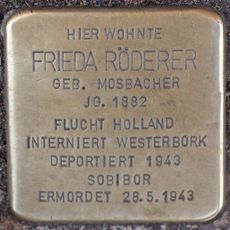 HIER WOHNTE
FRIEDA RÖDERER
GEB. MOSBACHER
JG. 1882
FLUCHT HOLLAND
INTERNIERT WESTERBORK
DEPORTIERT 1943
SOBIBOR
ERMORDET 28.5.1943